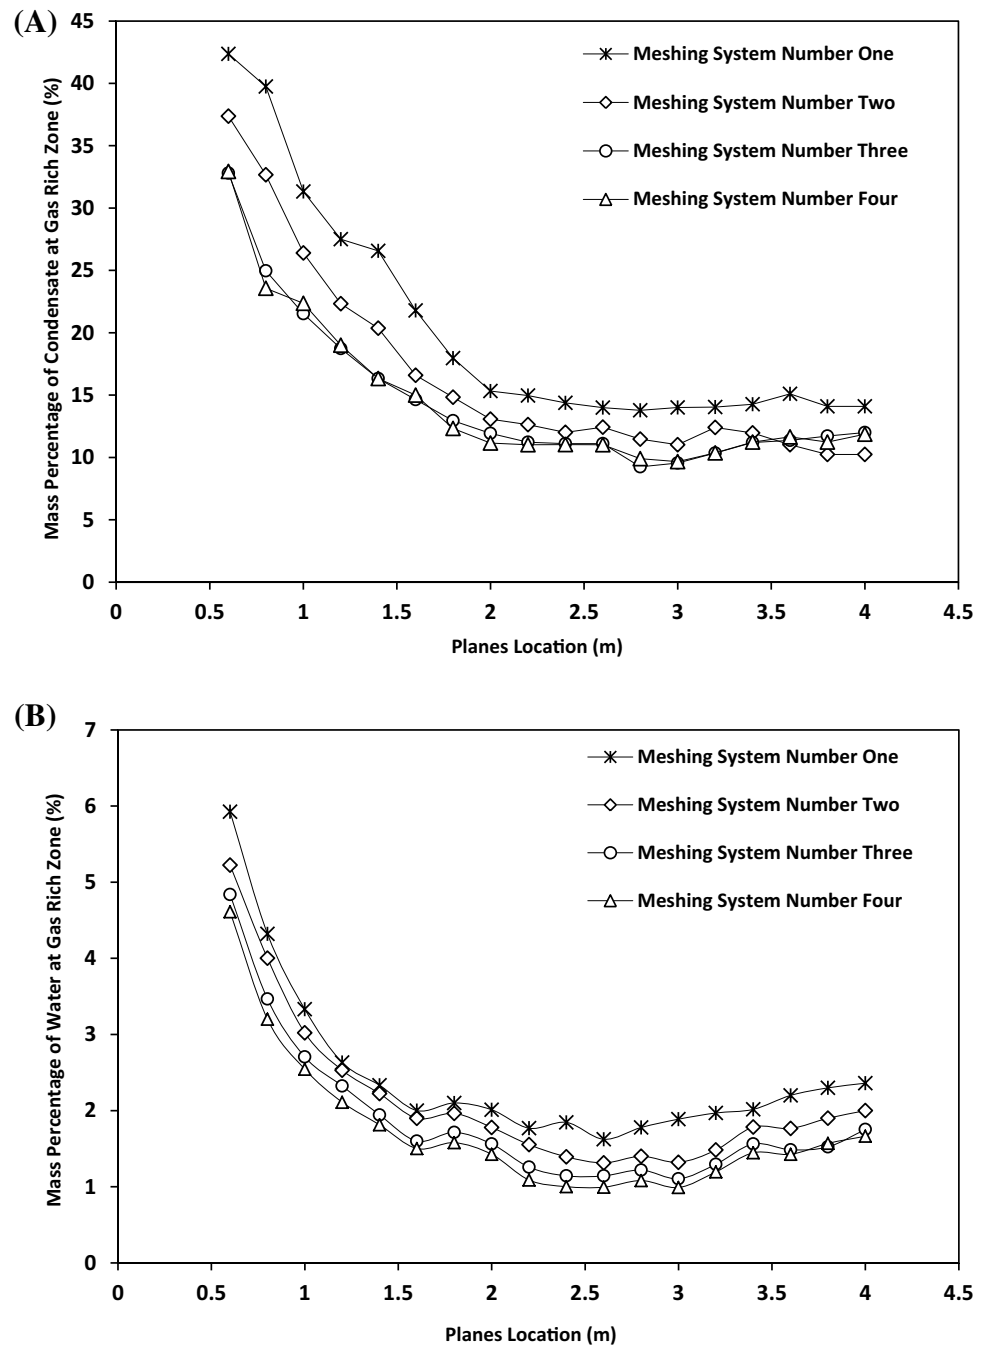 (A)
45
40
35
30
25
20
15
10
5
0
Mass Percentage of Condensate at Gas Rich Zone (%)
Meshing System Number One
Meshing System Number Two
Meshing System Number Three
Meshing System Number Four
0 0.5 1 1.5 2 2.5 3 3.5 4 4.5
Planes Location (m)
(B)
7
6
5
4
3
2
1
0
Mass Percentage of Water at Gas Rich Zone (%)
Meshing System Number One
Meshing System Number Two
Meshing System Number Three
Meshing System Number Four
0 0.5 1 1.5 2 2.5 3 3.5 4 4.5
Planes Location (m)